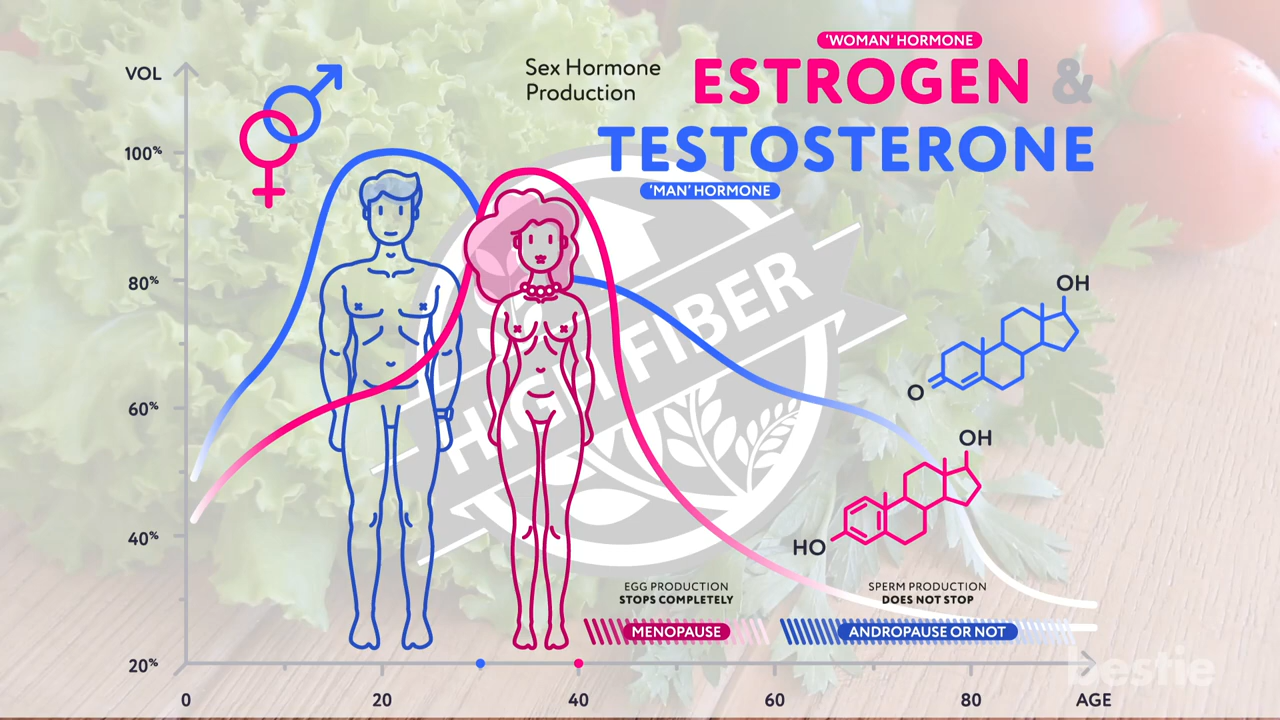 'WOMAN' HORMONE
Sex Hormone
Production
ESTROGEN &
TESTOSTERONE
'MAN' HORMONE
VOL
100%
80%
60%
40%
20%
HIGH FIBER
OH
O
OH
HO
EGG PRODUCTION
STOPS COMPLETELY
MENOPAUSE
SPERM PRODUCTION
DOES NOT STOP
ANDROPAUSE OR NOT
0 20 40 60 80 AGE
bestie